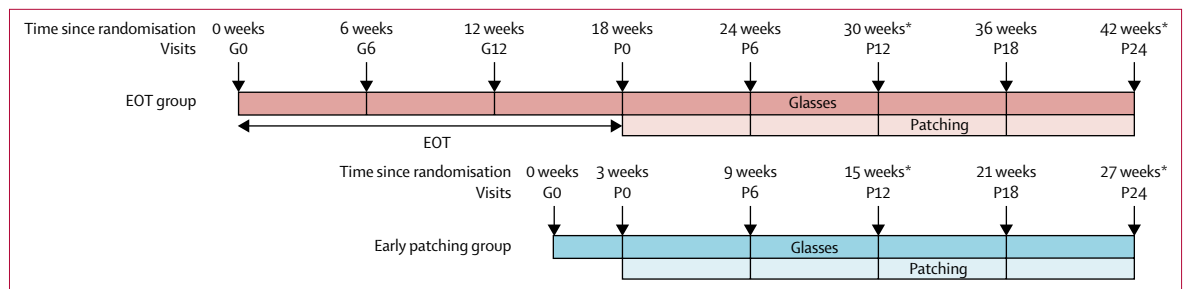 Time since randomisation 0 weeks 6 weeks 12 weeks 18 weeks 24 weeks 30 weeks* 36 weeks 42 weeks*
Visits G0 G6 G12 P0 P6 P12 P18 P24
EOT group Glasses
Patching
EOT
Time since randomisation 0 weeks 3 weeks 9 weeks 15 weeks* 21 weeks 27 weeks*
Visits G0 P0 P6 P12 P18 P24
Early patching group Glasses
Patching